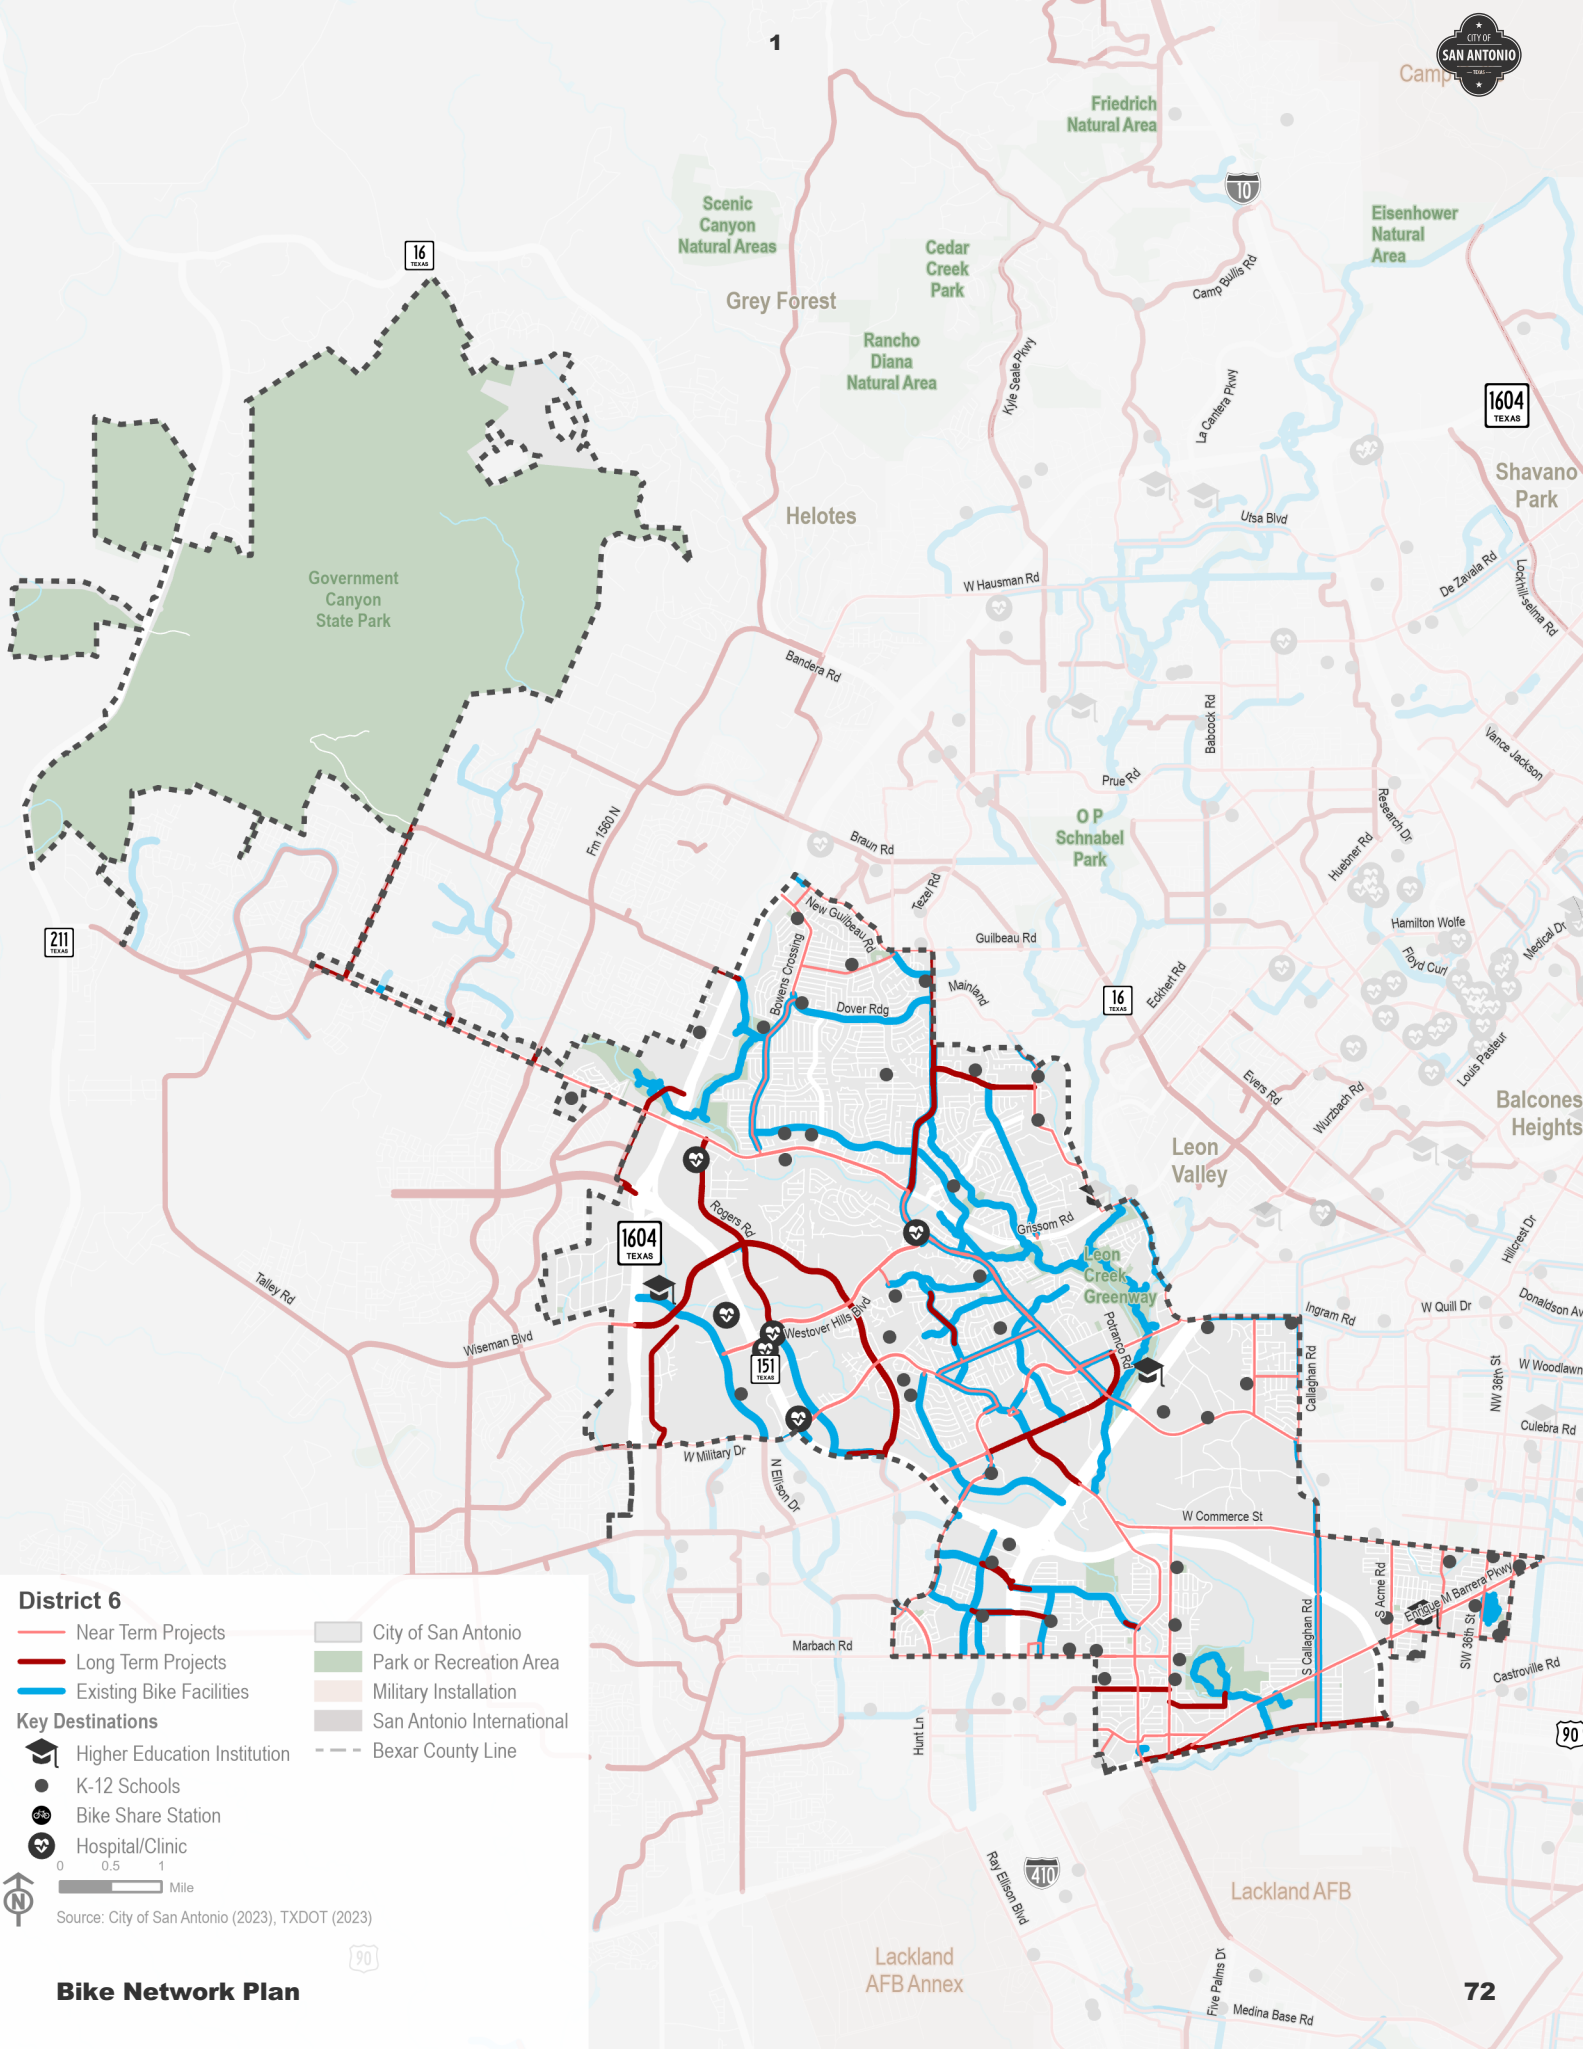 1
CITY OF
SAN ANTONIO
TEXAS
Camp
Friedrich
Natural Area
10
Scenic
Canyon
Natural Areas
Eisenhower
Natural
Area
16
TEXAS
Cedar
Creek
Park
Camp Bullis Rd
Grey Forest
Rancho
Diana
Natural Area
Kyle Seale Pkwy
La Cantera Pkwy
1604
TEXAS
Shavano
Park
Helotes
Utsa Blvd
De Zavala Rd
Lockhill-selma Rd
W Hausman Rd
Government
Canyon
State Park
Bandera Rd
Babcock Rd
Vance Jackson
Prue Rd
Research Dr
Fm 1560 N
O P
Schnabel
Park
Braun Rd
Huebner Rd
Tezel Rd
New Guilbeau Rd
Hamilton Wolfe
Medical Dr
211
TEXAS
Guilbeau Rd
Floyd Curl
Bowens Crossing
Mainland
Eckhert Rd
16
TEXAS
Dover Rdg
Louis Pasteur
Evers Rd
Wurzbach Rd
Balcones
Heights
Leon
Valley
Rogers Rd
Grissom Rd
Hillcrest Dr
1604
TEXAS
Leon
Creek
Greenway
Talley Rd
Ingram Rd
W Quill Dr
Donaldson Av
Westover Hills Blvd
Potranco Rd
Wiseman Blvd
151
TEXAS
Callaghan Rd
NW 36th St
W Woodlawn
Culebra Rd
W Military Dr
N Ellison Dr
W Commerce St
S Acme Rd
Enrique M Barrera Pkwy
S Callaghan Rd
SW 36th St
Marbach Rd
Castroville Rd
Hunt Ln
90
410
Ray Ellison Blvd
Lackland AFB
Lackland
AFB Annex
Five Palms Dr
Medina Base Rd
District 6
Near Term Projects
Long Term Projects
Existing Bike Facilities
Key Destinations
Higher Education Institution
K-12 Schools
Bike Share Station
Hospital/Clinic
City of San Antonio
Park or Recreation Area
Military Installation
San Antonio International
Bexar County Line
0 0.5 1
Mile
N
Source: City of San Antonio (2023), TXDOT (2023)
90
Bike Network Plan
72